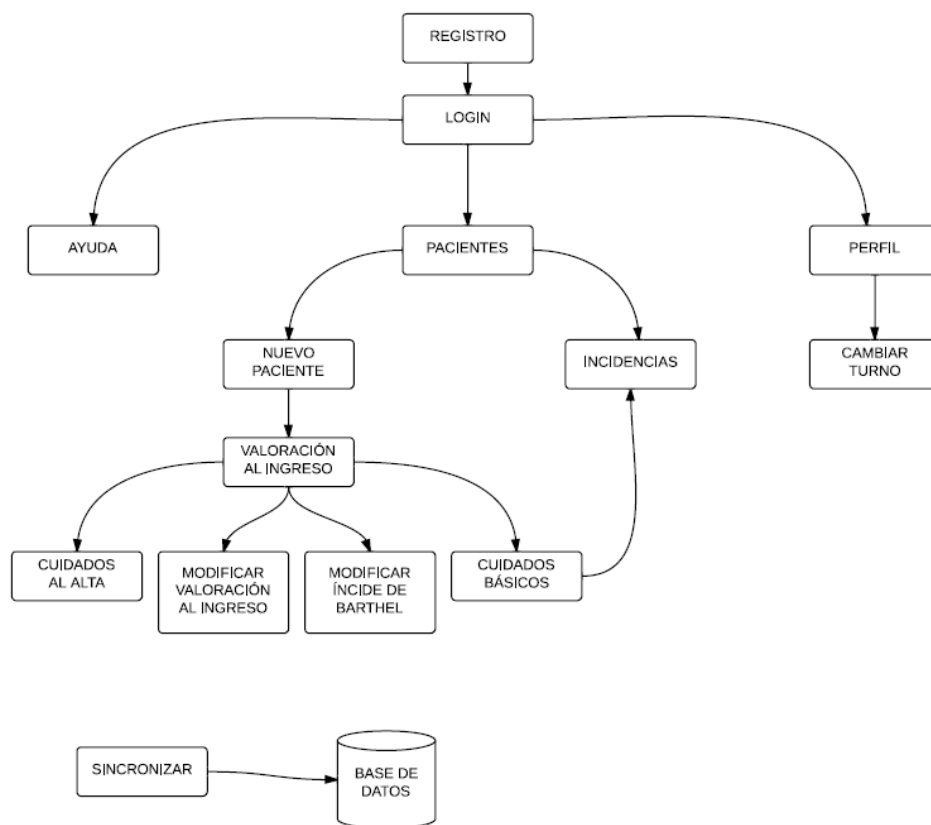 REGISTRO
LOGIN
AYUDA
PACIENTES
PERFIL
NUEVO
PACIENTE
INCIDENCIAS
CAMBIAR
TURNO
VALORACIÓN
AL INGRESO
CUIDADOS
AL ALTA
MODIFICAR
VALORACIÓN
AL INGRESO
MODIFICAR
ÍNCIDE DE
BARTHEL
CUIDADOS
BÁSICOS
SINCRONIZAR
BASE DE
DATOS